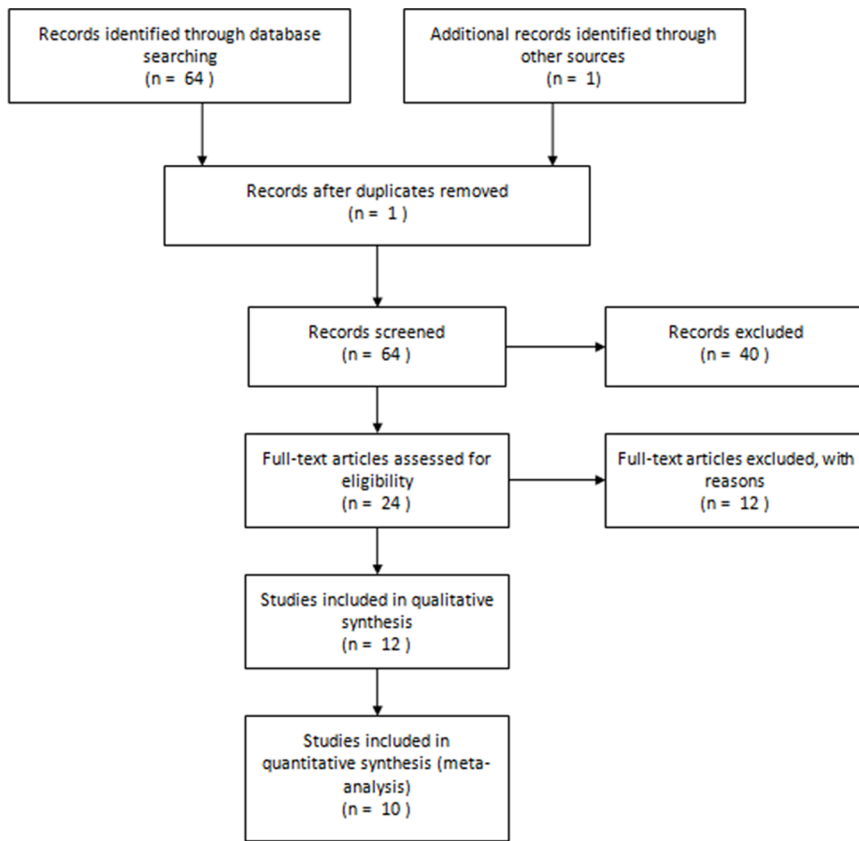 Records identified through database
searching
(n = 64 )
Additional records identified through
other sources
(n = 1)
Records after duplicates removed
(n = 1 )
Records screened
(n = 64 )
Records excluded
(n = 40 )
Full-text articles assessed for
eligibility
(n = 24 )
Full-text articles excluded, with
reasons
(n = 12 )
Studies included in qualitative
synthesis
(n = 12 )
Studies included in
quantitative synthesis (meta-
analysis)
(n = 10 )